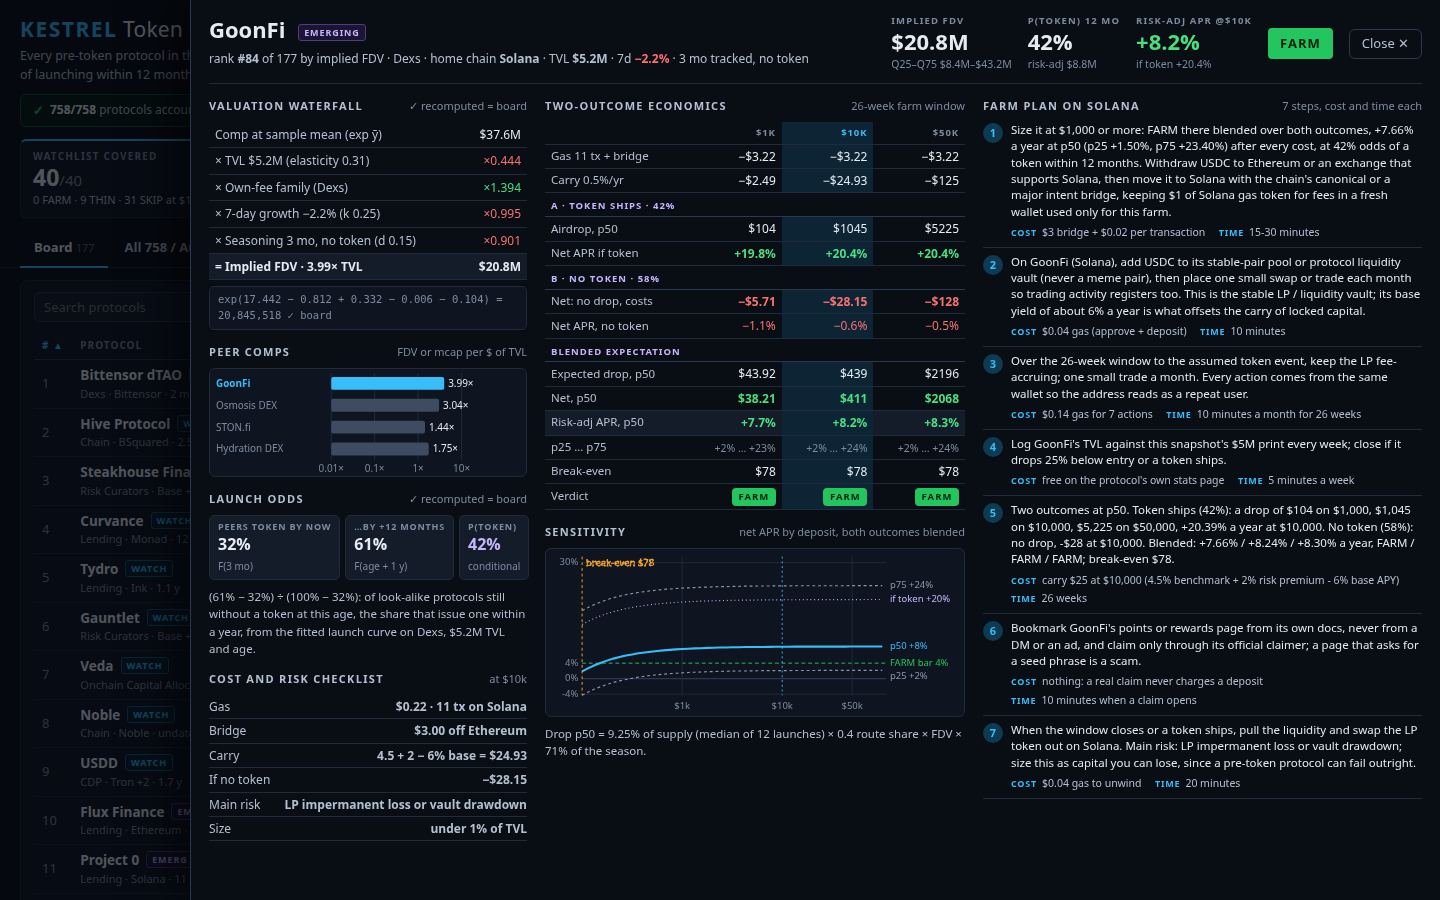 KESTREL Token
Every pre-token protocol in th
of launching within 12 month
✓ 758/758 protocols accou
WATCHLIST COVERED
40/40
0 FARM · 9 THIN · 31 SKIP at $1
Board 177 All 758 / A
Search protocols
# ▲ PROTOCOL
1 Bittensor dTAO
Dexs · Bittensor · 2 m
2 Hive Protocol
Chain · BSquared · 2.5
3 Steakhouse Fina
Risk Curators · Base +
4 Curvance WATCH
Lending · Monad · 12
5 Tydro WATCH
Lending · Ink · 1.1 y
6 Gauntlet WATCH
Risk Curators · Base +
7 Veda WATCH
Onchain Capital Alloc
8 Noble WATCH
Chain · Noble · undat
9 USDD WATCH
CDP · Tron +2 · 1.7 y
10 Flux Finance EM
Lending · Ethereum ·
11 Project 0 EMERG
Lending · Solana · 11
GoonFi EMERGING
rank #84 of 177 by implied FDV · Dexs · home chain Solana · TVL $5.2M · 7d −2.2% · 3 mo tracked, no token
IMPLIED FDV
$20.8M
Q25–Q75 $8.4M–$43.2M
P(TOKEN) 12 MO
42%
risk-adj $8.8M
RISK-ADJ APR @$10K
+8.2%
if token +20.4%
FARM
Close ✕
VALUATION WATERFALL ✓ recomputed = board
Comp at sample mean (exp ȳ) $37.6M
× TVL $5.2M (elasticity 0.31) ×0.444
× Own-fee family (Dexs) ×1.394
× 7-day growth −2.2% (k 0.25) ×0.995
× Seasoning 3 mo, no token (d 0.15) ×0.901
= Implied FDV · 3.99× TVL $20.8M
exp(17.442 − 0.812 + 0.332 − 0.006 − 0.104) =
20,845,518 ✓ board
PEER COMPS FDV or mcap per $ of TVL
GoonFi 3.99×
Osmosis DEX 3.04×
STON.fi 1.44×
Hydration DEX 1.75×
0.01× 0.1× 1× 10×
LAUNCH ODDS ✓ recomputed = board
PEERS TOKEN BY NOW
32%
F(3 mo)
…BY +12 MONTHS
61%
F(age + 1 y)
P(TOKEN)
42%
conditional
(61% − 32%) ÷ (100% − 32%): of look-alike protocols still
without a token at this age, the share that issue one within
a year, from the fitted launch curve on Dexs, $5.2M TVL
and age.
COST AND RISK CHECKLIST at $10k
Gas $0.22 · 11 tx on Solana
Bridge $3.00 off Ethereum
Carry 4.5 + 2 − 6% base = $24.93
If no token −$28.15
Main risk LP impermanent loss or vault drawdown
Size under 1% of TVL
TWO-OUTCOME ECONOMICS 26-week farm window
$1K $10K $50K
Gas 11 tx + bridge −$3.22 −$3.22 −$3.22
Carry 0.5%/yr −$2.49 −$24.93 −$125
A · TOKEN SHIPS · 42%
Airdrop, p50 $104 $1045 $5225
Net APR if token +19.8% +20.4% +20.4%
B · NO TOKEN · 58%
Net: no drop, costs −$5.71 −$28.15 −$128
Net APR, no token −1.1% −0.6% −0.5%
BLENDED EXPECTATION
Expected drop, p50 $43.92 $439 $2196
Net, p50 $38.21 $411 $2068
Risk-adj APR, p50 +7.7% +8.2% +8.3%
p25 … p75 +2% … +23% +2% … +24% +2% … +24%
Break-even $78 $78 $78
Verdict FARM FARM FARM
SENSITIVITY net APR by deposit, both outcomes blended
30% break-even $78
p75 +24%
if token +20%
p50 +8%
4% FARM bar 4%
0% p25 +2%
-4%
$1k $10k $50k
Drop p50 = 9.25% of supply (median of 12 launches) × 0.4 route share × FDV ×
71% of the season.
FARM PLAN ON SOLANA 7 steps, cost and time each
1 Size it at $1,000 or more: FARM there blended over both outcomes, +7.66%
a year at p50 (p25 +1.50%, p75 +23.40%) after every cost, at 42% odds of a
token within 12 months. Withdraw USDC to Ethereum or an exchange that
supports Solana, then move it to Solana with the chain's canonical or a
major intent bridge, keeping $1 of Solana gas token for fees in a fresh
wallet used only for this farm.
COST $3 bridge + $0.02 per transaction TIME 15-30 minutes
2 On GoonFi (Solana), add USDC to its stable-pair pool or protocol liquidity
vault (never a meme pair), then place one small swap or trade each month
so trading activity registers too. This is the stable LP / liquidity vault; its base
yield of about 6% a year is what offsets the carry of locked capital.
COST $0.04 gas (approve + deposit) TIME 10 minutes
3 Over the 26-week window to the assumed token event, keep the LP fee-
accruing; one small trade a month. Every action comes from the same
wallet so the address reads as a repeat user.
COST $0.14 gas for 7 actions TIME 10 minutes a month for 26 weeks
4 Log GoonFi's TVL against this snapshot's $5M print every week; close if it
drops 25% below entry or a token ships.
COST free on the protocol's own stats page TIME 5 minutes a week
5 Two outcomes at p50. Token ships (42%): a drop of $104 on $1,000, $1,045
on $10,000, $5,225 on $50,000, +20.39% a year at $10,000. No token (58%):
no drop, -$28 at $10,000. Blended: +7.66% / +8.24% / +8.30% a year, FARM /
FARM / FARM; break-even $78.
COST carry $25 at $10,000 (4.5% benchmark + 2% risk premium - 6% base APY)
TIME 26 weeks
6 Bookmark GoonFi's points or rewards page from its own docs, never from a
DM or an ad, and claim only through its official claimer; a page that asks for
a seed phrase is a scam.
COST nothing: a real claim never charges a deposit
TIME 10 minutes when a claim opens
7 When the window closes or a token ships, pull the liquidity and swap the LP
token out on Solana. Main risk: LP impermanent loss or vault drawdown;
size this as capital you can lose, since a pre-token protocol can fail outright.
COST $0.04 gas to unwind TIME 20 minutes